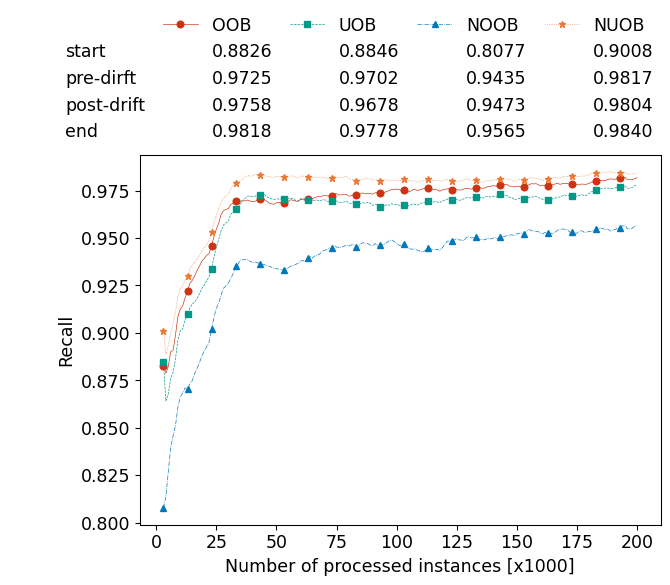 OOB UOB NOOB NUOB
start 0.8826 0.8846 0.8077 0.9008
pre-dirft 0.9725 0.9702 0.9435 0.9817
post-drift 0.9758 0.9678 0.9473 0.9804
end 0.9818 0.9778 0.9565 0.9840
0.975
0.950
0.925
0.900
0.875
0.850
0.825
0.800
Recall
0 25 50 75 100 125 150 175 200
Number of processed instances [x1000]